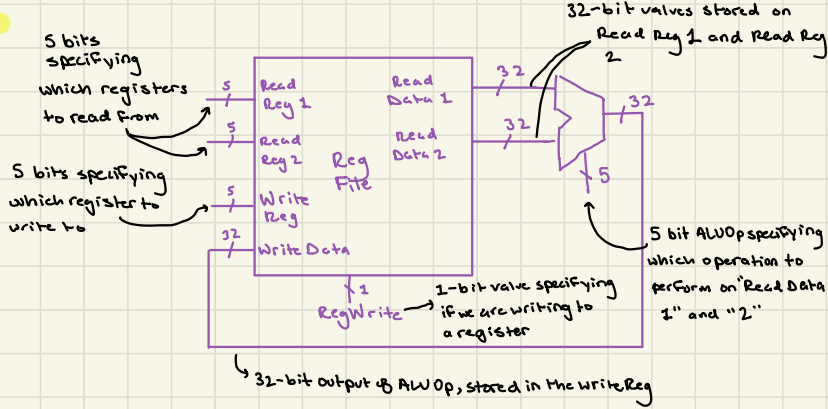 32-bit values stored on
Read Reg 1 and Read Reg
2
5 bits
specifying
which registers
to read from
5 bits specifying
which register to
write to
5
Read
Reg 1
5
Read
Reg 2
5
Write
Reg
32
Write Data
Reg
File
Read
Data 1
Read
Data 2
32
32
32
5
1
RegWrite
1-bit value specifying
if we are writing to
a register
5 bit ALUOp specifying
which operation to
perform on "Read Data
1" and "2"
32-bit output of ALUOp, stored in the WriteReg